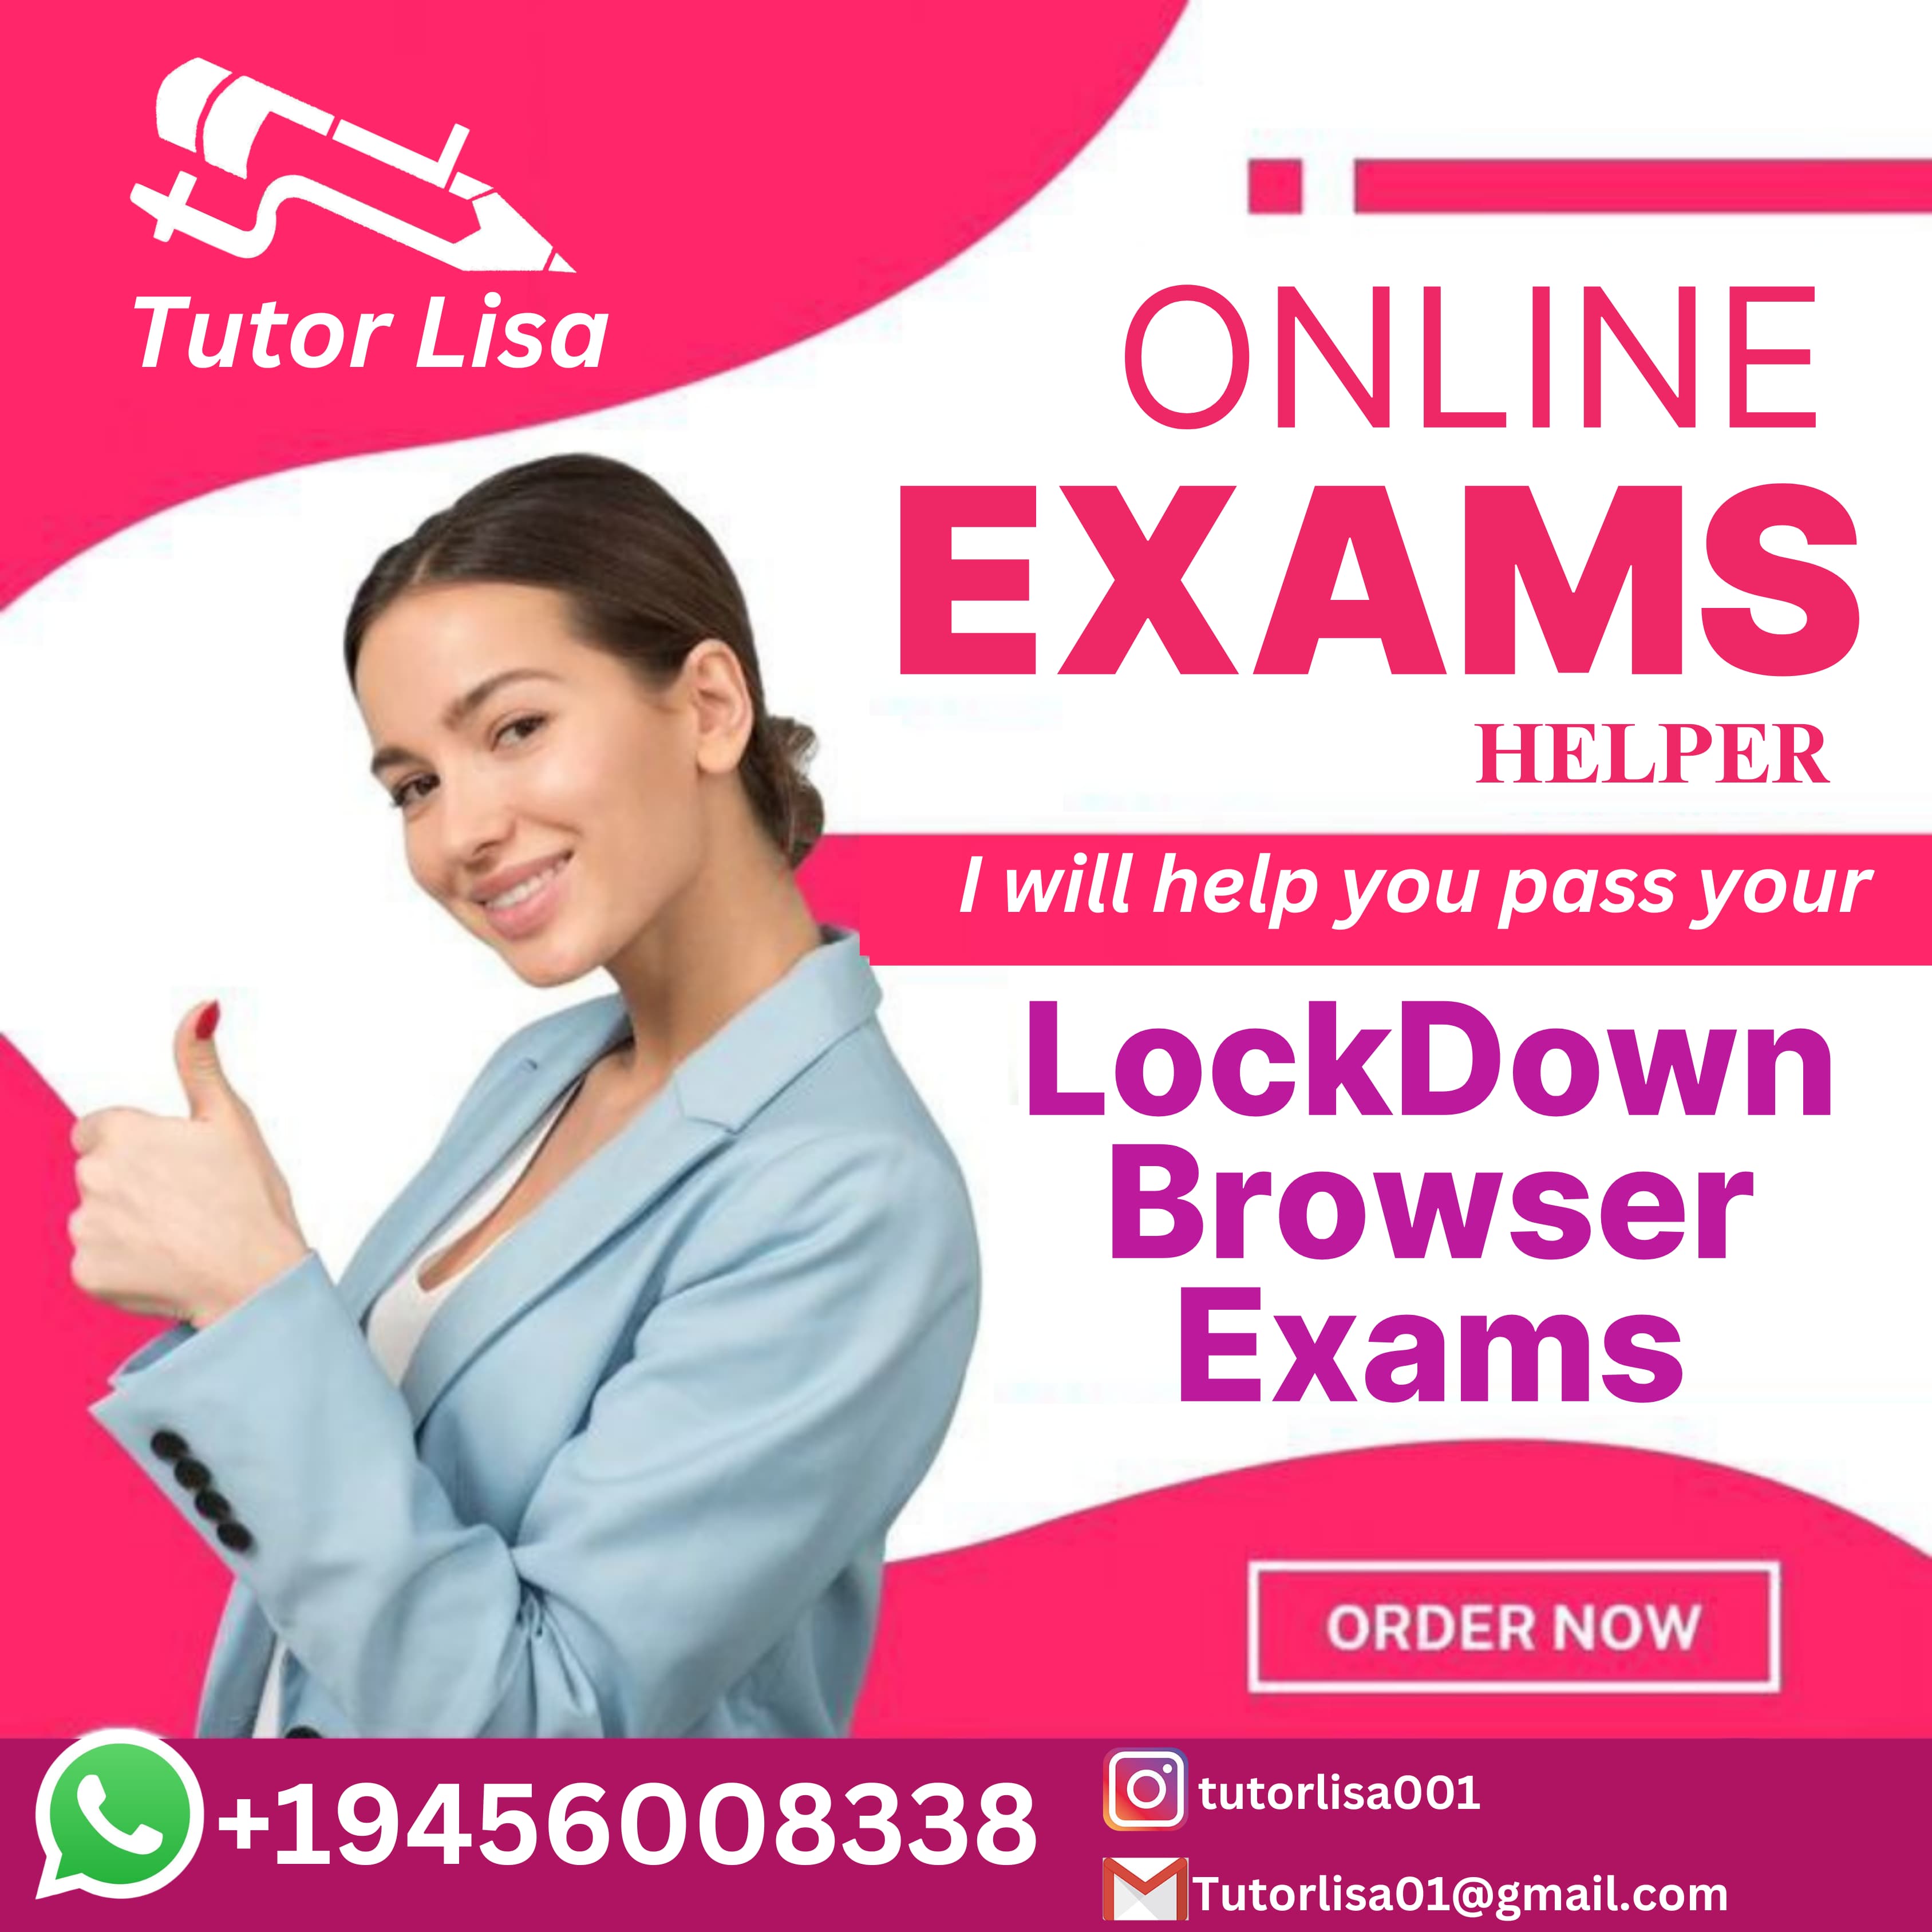 Tutor Lisa
ONLINE
EXAMS
HELPER
I will help you pass your
LockDown
Browser
Exams
ORDER NOW
+19456008338
tutorlisa001
Tutorlisa01@gmail.com